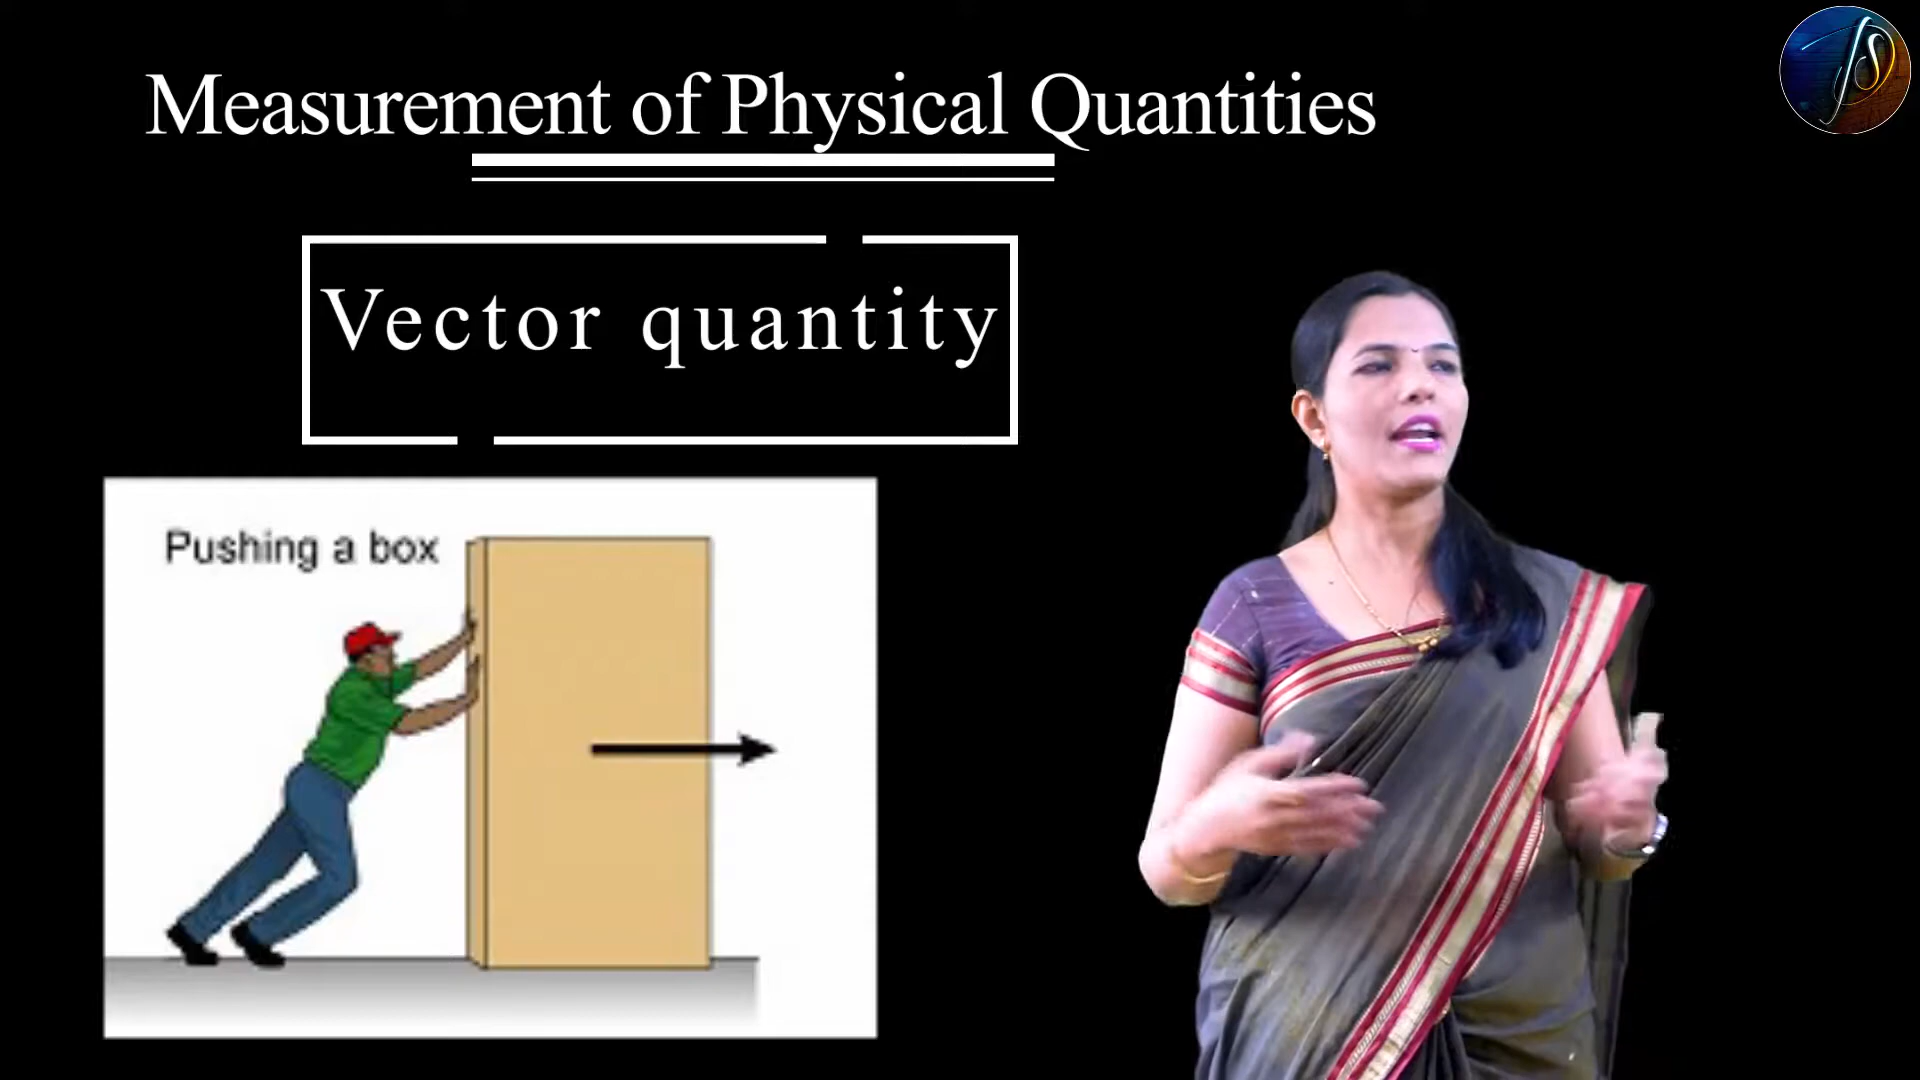 Measurement of Physical Quantities
Vector quantity
Pushing a box